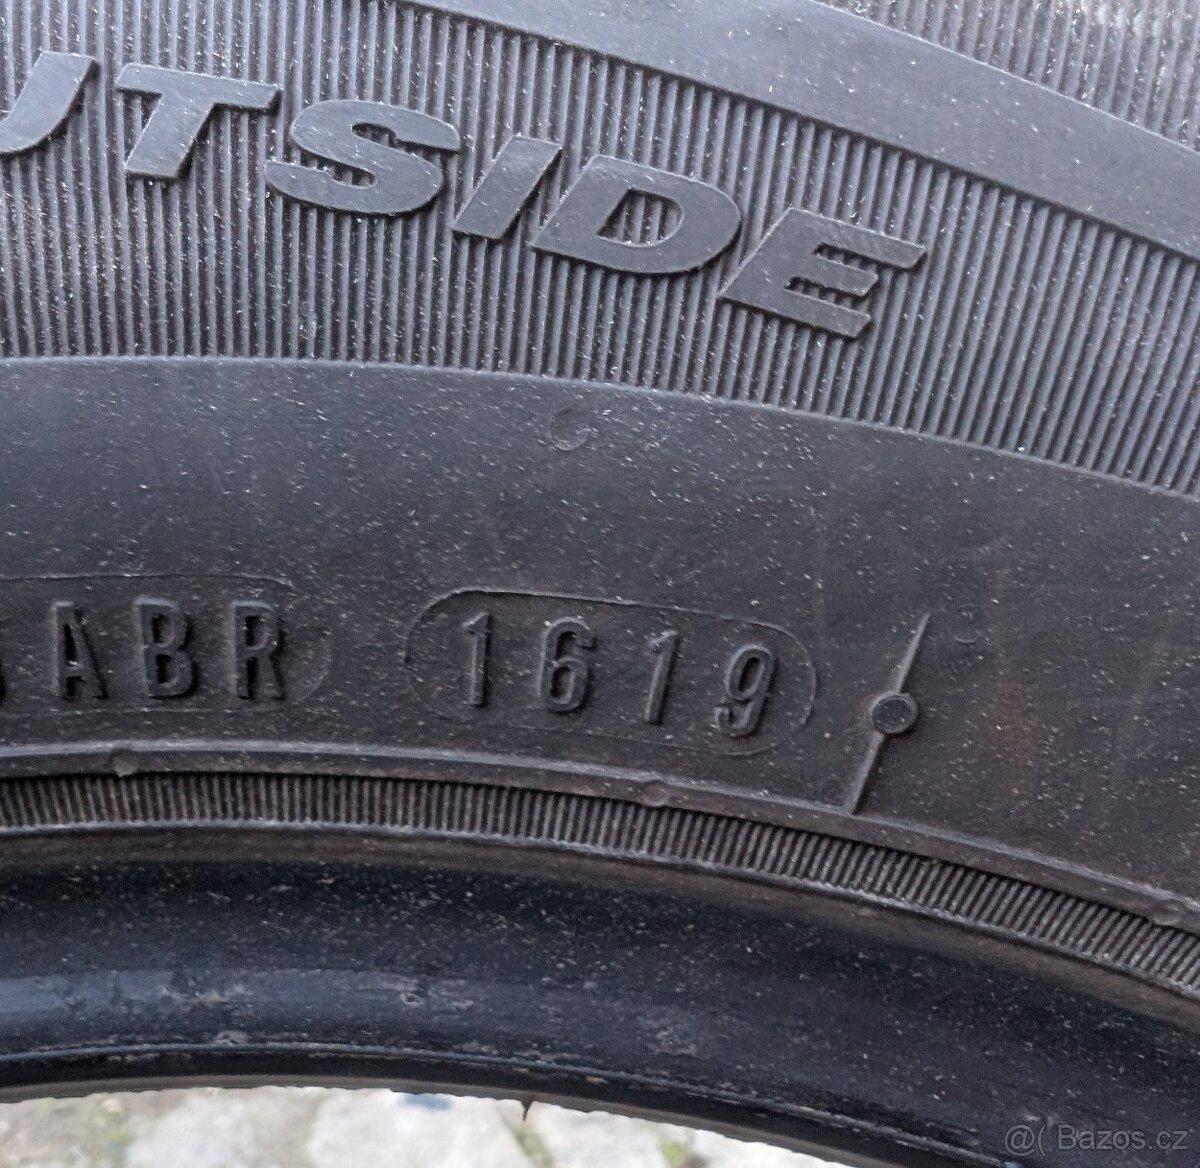 UTSIDE
ABR 1619
@( Bazos.cz